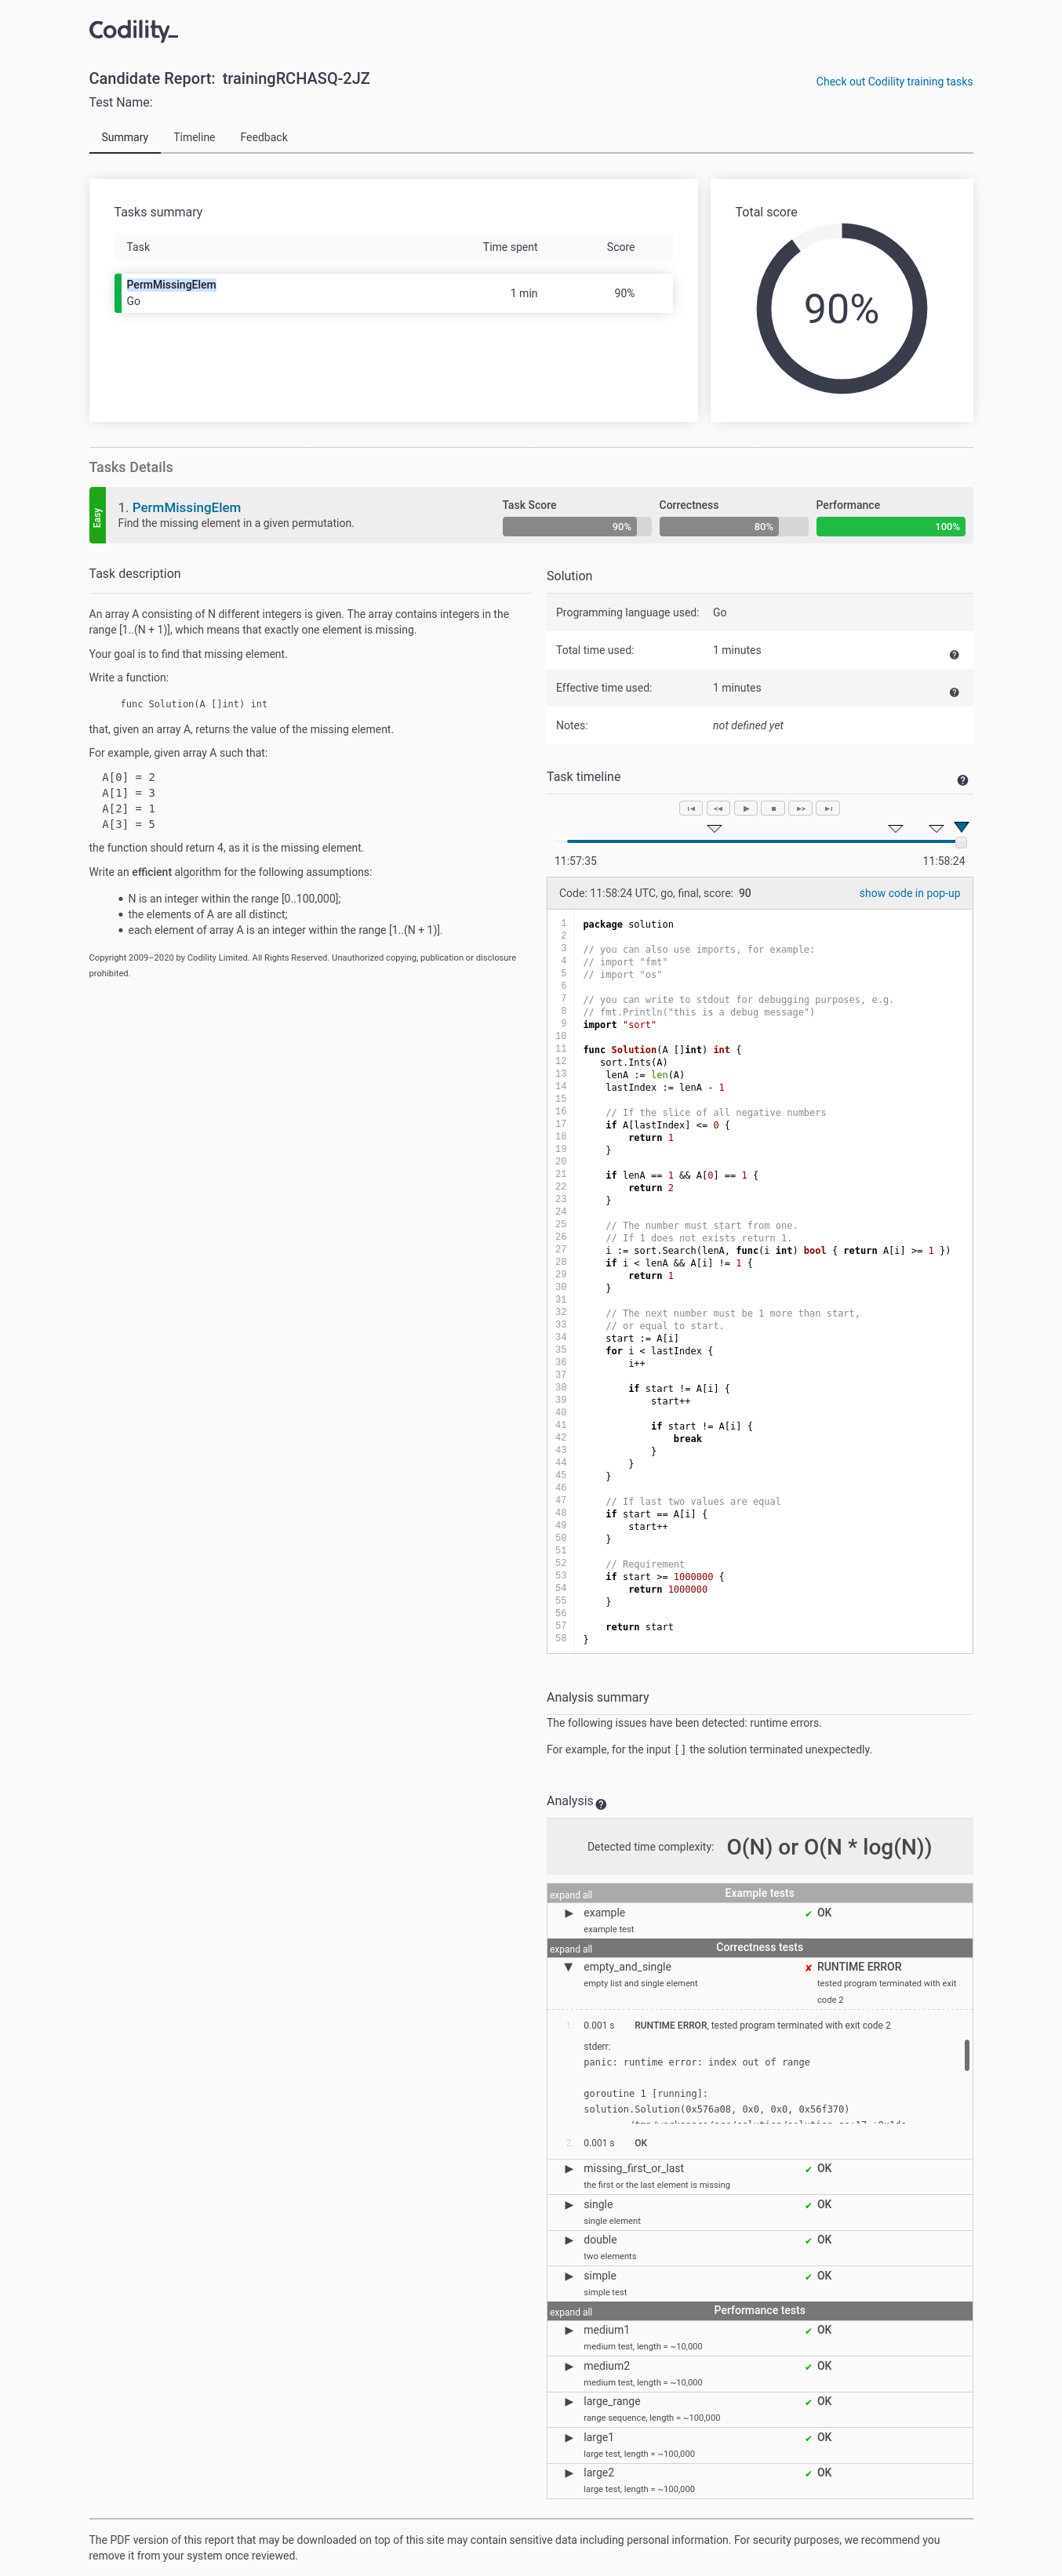 Codility_
Candidate Report: trainingRCHASQ-2JZ
Check out Codility training tasks
Test Name:
Summary Timeline Feedback
Tasks summary
Task Time spent Score
PermMissingElem
Go
1 min 90%
Total score
90%
Tasks Details
Easy
1. PermMissingElem
Find the missing element in a given permutation.
Task Score Correctness Performance
90% 80% 100%
Task description
An array A consisting of N different integers is given. The array contains integers in the
range [1..(N + 1)], which means that exactly one element is missing.
Your goal is to find that missing element.
Write a function:
func Solution(A []int) int
that, given an array A, returns the value of the missing element.
For example, given array A such that:
A[0] = 2
A[1] = 3
A[2] = 1
A[3] = 5
the function should return 4, as it is the missing element.
Write an efficient algorithm for the following assumptions:
• N is an integer within the range [0..100,000];
• the elements of A are all distinct;
• each element of array A is an integer within the range [1..(N + 1)].
Copyright 2009–2020 by Codility Limited. All Rights Reserved. Unauthorized copying, publication or disclosure
prohibited.
Solution
Programming language used: Go
Total time used: 1 minutes
Effective time used: 1 minutes
Notes: not defined yet
Task timeline
11:57:35 11:58:24
Code: 11:58:24 UTC, go, final, score: 90 show code in pop-up
1 package solution
2
3 // you can also use imports, for example:
4 // import "fmt"
5 // import "os"
6
7 // you can write to stdout for debugging purposes, e.g.
8 // fmt.Println("this is a debug message")
9 import "sort"
10
11 func Solution(A []int) int {
12 sort.Ints(A)
13 lenA := len(A)
14 lastIndex := lenA - 1
15
16 // If the slice of all negative numbers
17 if A[lastIndex] <= 0 {
18 return 1
19 }
20
21 if lenA == 1 && A[0] == 1 {
22 return 2
23 }
24
25 // The number must start from one.
26 // If 1 does not exists return 1.
27 i := sort.Search(lenA, func(i int) bool { return A[i] >= 1 })
28 if i < lenA && A[i] != 1 {
29 return 1
30 }
31
32 // The next number must be 1 more than start,
33 // or equal to start.
34 start := A[i]
35 for i < lastIndex {
36 i++
37
38 if start != A[i] {
39 start++
40
41 if start != A[i] {
42 break
43 }
44 }
45 }
46
47 // If last two values are equal
48 if start == A[i] {
49 start++
50 }
51
52 // Requirement
53 if start >= 1000000 {
54 return 1000000
55 }
56
57 return start
58 }
Analysis summary
The following issues have been detected: runtime errors.
For example, for the input [] the solution terminated unexpectedly.
Analysis
Detected time complexity: O(N) or O(N * log(N))
expand all Example tests
example OK
example test
expand all Correctness tests
empty_and_single RUNTIME ERROR
empty list and single element tested program terminated with exit
code 2
1. 0.001 s RUNTIME ERROR, tested program terminated with exit code 2
stderr:
panic: runtime error: index out of range
goroutine 1 [running]:
solution.Solution(0x576a08, 0x0, 0x0, 0x56f370)
2. 0.001 s OK
missing_first_or_last OK
the first or the last element is missing
single OK
single element
double OK
two elements
simple OK
simple test
expand all Performance tests
medium1 OK
medium test, length = ~10,000
medium2 OK
medium test, length = ~10,000
large_range OK
range sequence, length = ~100,000
large1 OK
large test, length = ~100,000
large2 OK
large test, length = ~100,000
The PDF version of this report that may be downloaded on top of this site may contain sensitive data including personal information. For security purposes, we recommend you
remove it from your system once reviewed.